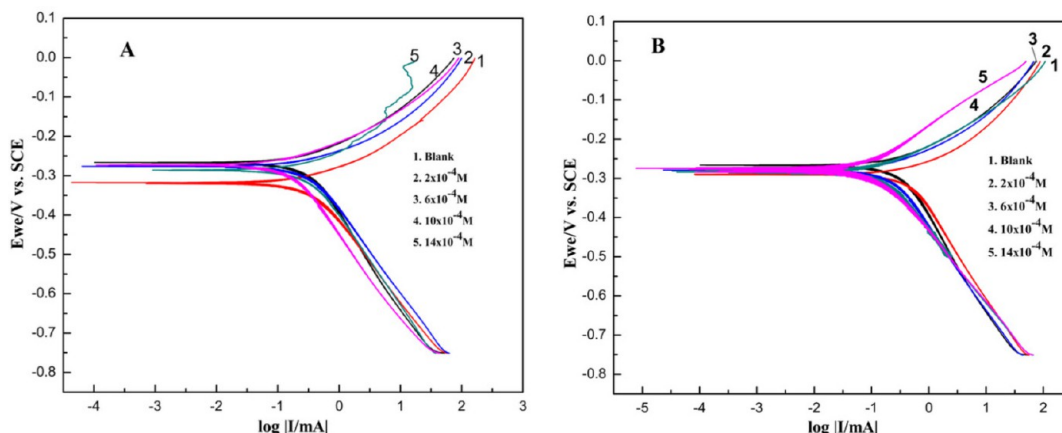 A
0.1
0.0
-0.1
-0.2
-0.3
-0.4
-0.5
-0.6
-0.7
-0.8
Ewe/V vs. SCE
5
4
3
2
1
1. Blank
2. 2x10⁻⁴M
3. 6x10⁻⁴M
4. 10x10⁻⁴M
5. 14x10⁻⁴M
-4 -3 -2 -1 0 1 2 3
log |I/mA|
B
0.1
0.0
-0.1
-0.2
-0.3
-0.4
-0.5
-0.6
-0.7
-0.8
Ewe/V vs. SCE
3
2
1
5
4
1. Blank
2. 2x10⁻⁴M
3. 6x10⁻⁴M
4. 10x10⁻⁴M
5. 14x10⁻⁴M
-5 -4 -3 -2 -1 0 1 2 3
log |I/mA|